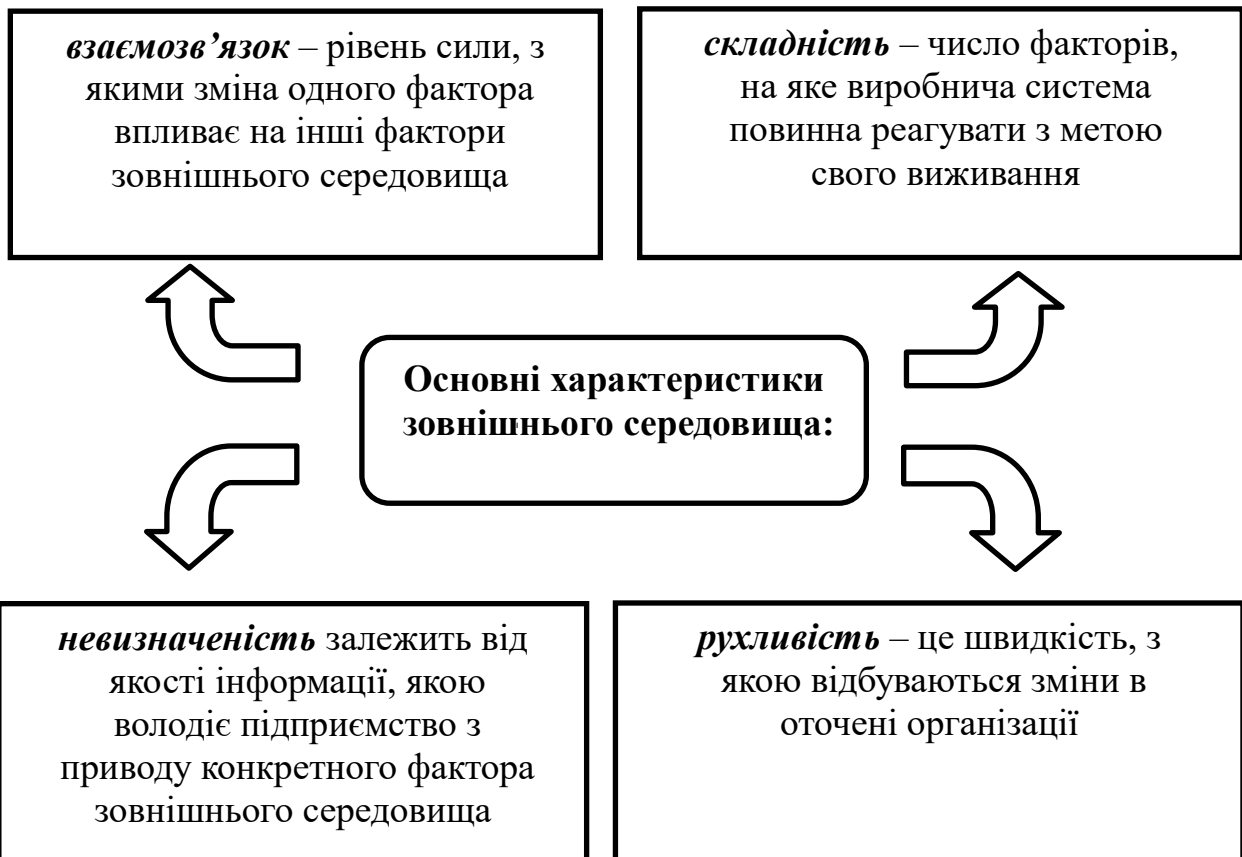 взаємозв’язок – рівень сили, з
якими зміна одного фактора
впливає на інші фактори
зовнішнього середовища
складність – число факторів,
на яке виробнича система
повинна реагувати з метою
свого виживання
Основні характеристики
зовнішнього середовища:
невизначеність залежить від
якості інформації, якою
володіє підприємство з
приводу конкретного фактора
зовнішнього середовища
рухливість – це швидкість, з
якою відбуваються зміни в
оточені організації